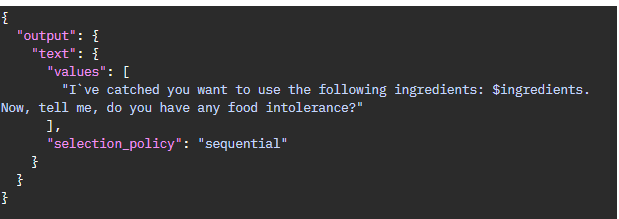 {
  "output": {
    "text": {
      "values": [
        "I`ve catched you want to use the following ingredients: $ingredients.
Now, tell me, do you have any food intolerance?"
      ],
      "selection_policy": "sequential"
    }
  }
}